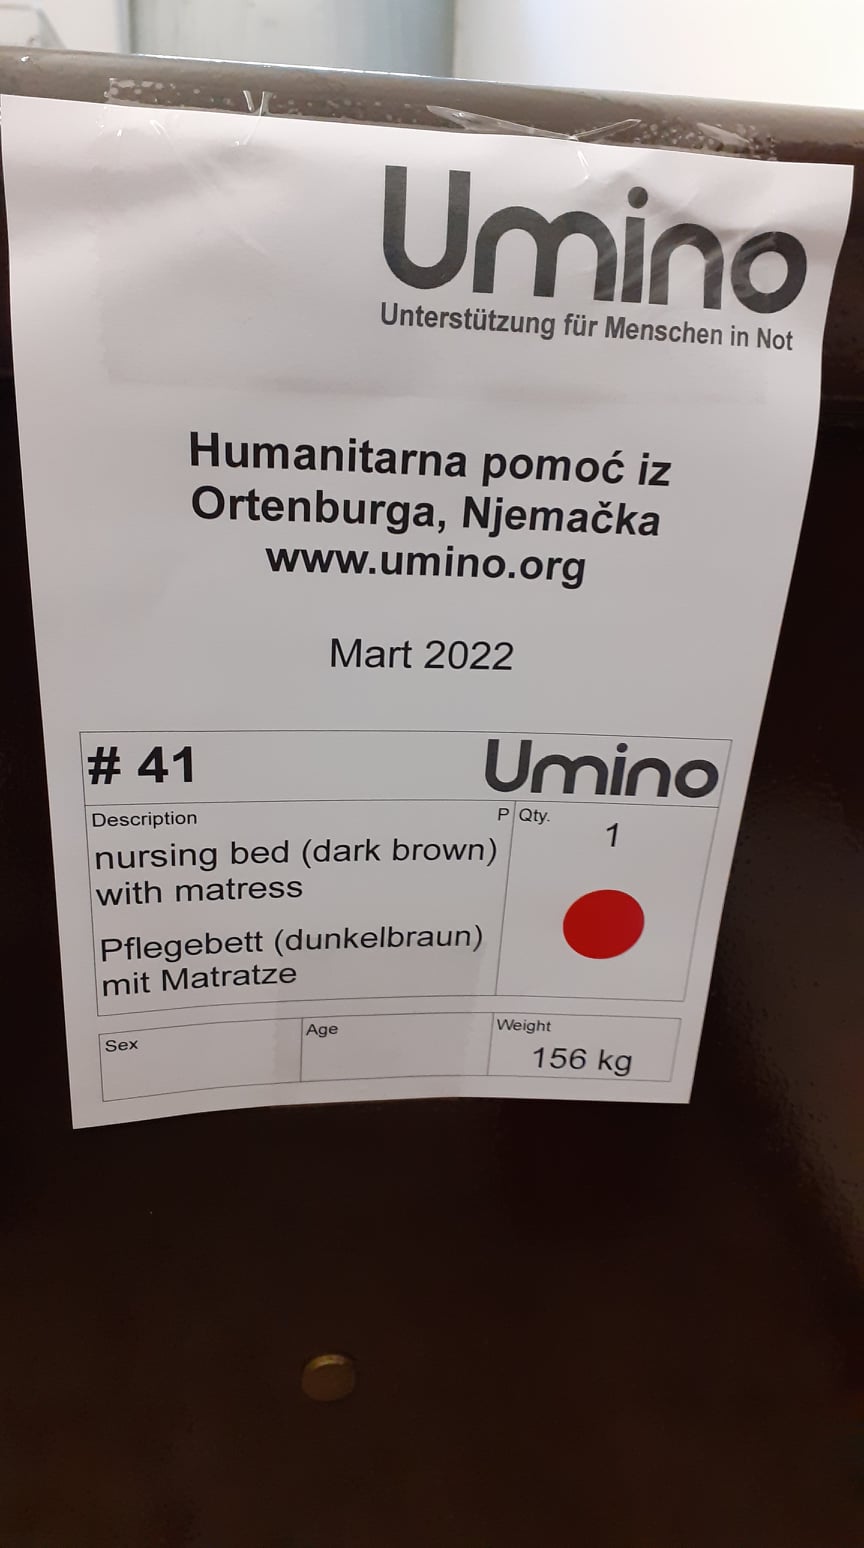 Umino
Unterstützung für Menschen in Not
Humanitarna pomoć iz
Ortenburga, Njemačka
www.umino.org
Mart 2022
# 41
Umino
Description
P
Qty.
1
nursing bed (dark brown)
with matress
Pflegebett (dunkelbraun)
mit Matratze
Sex
Age
Weight
156 kg